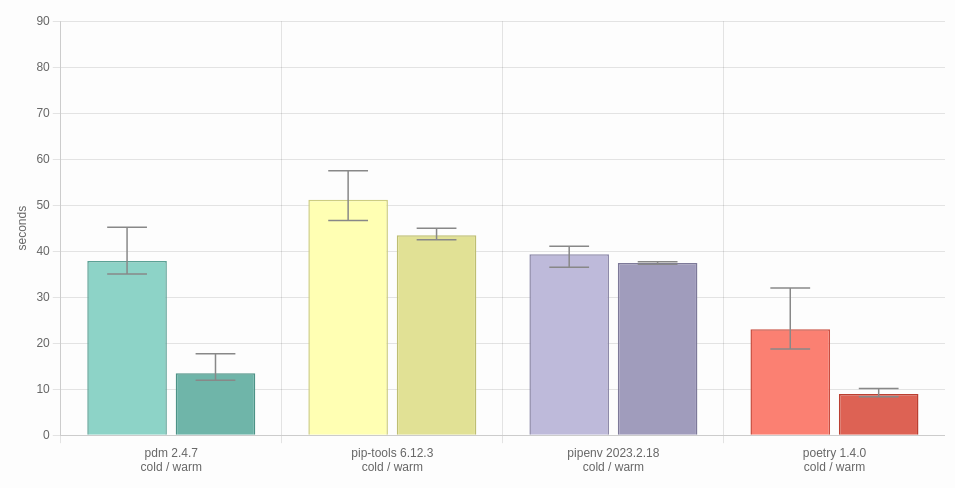 90
80
70
60
50
40
30
20
10
0
seconds
pdm 2.4.7
cold / warm
pip-tools 6.12.3
cold / warm
pipenv 2023.2.18
cold / warm
poetry 1.4.0
cold / warm